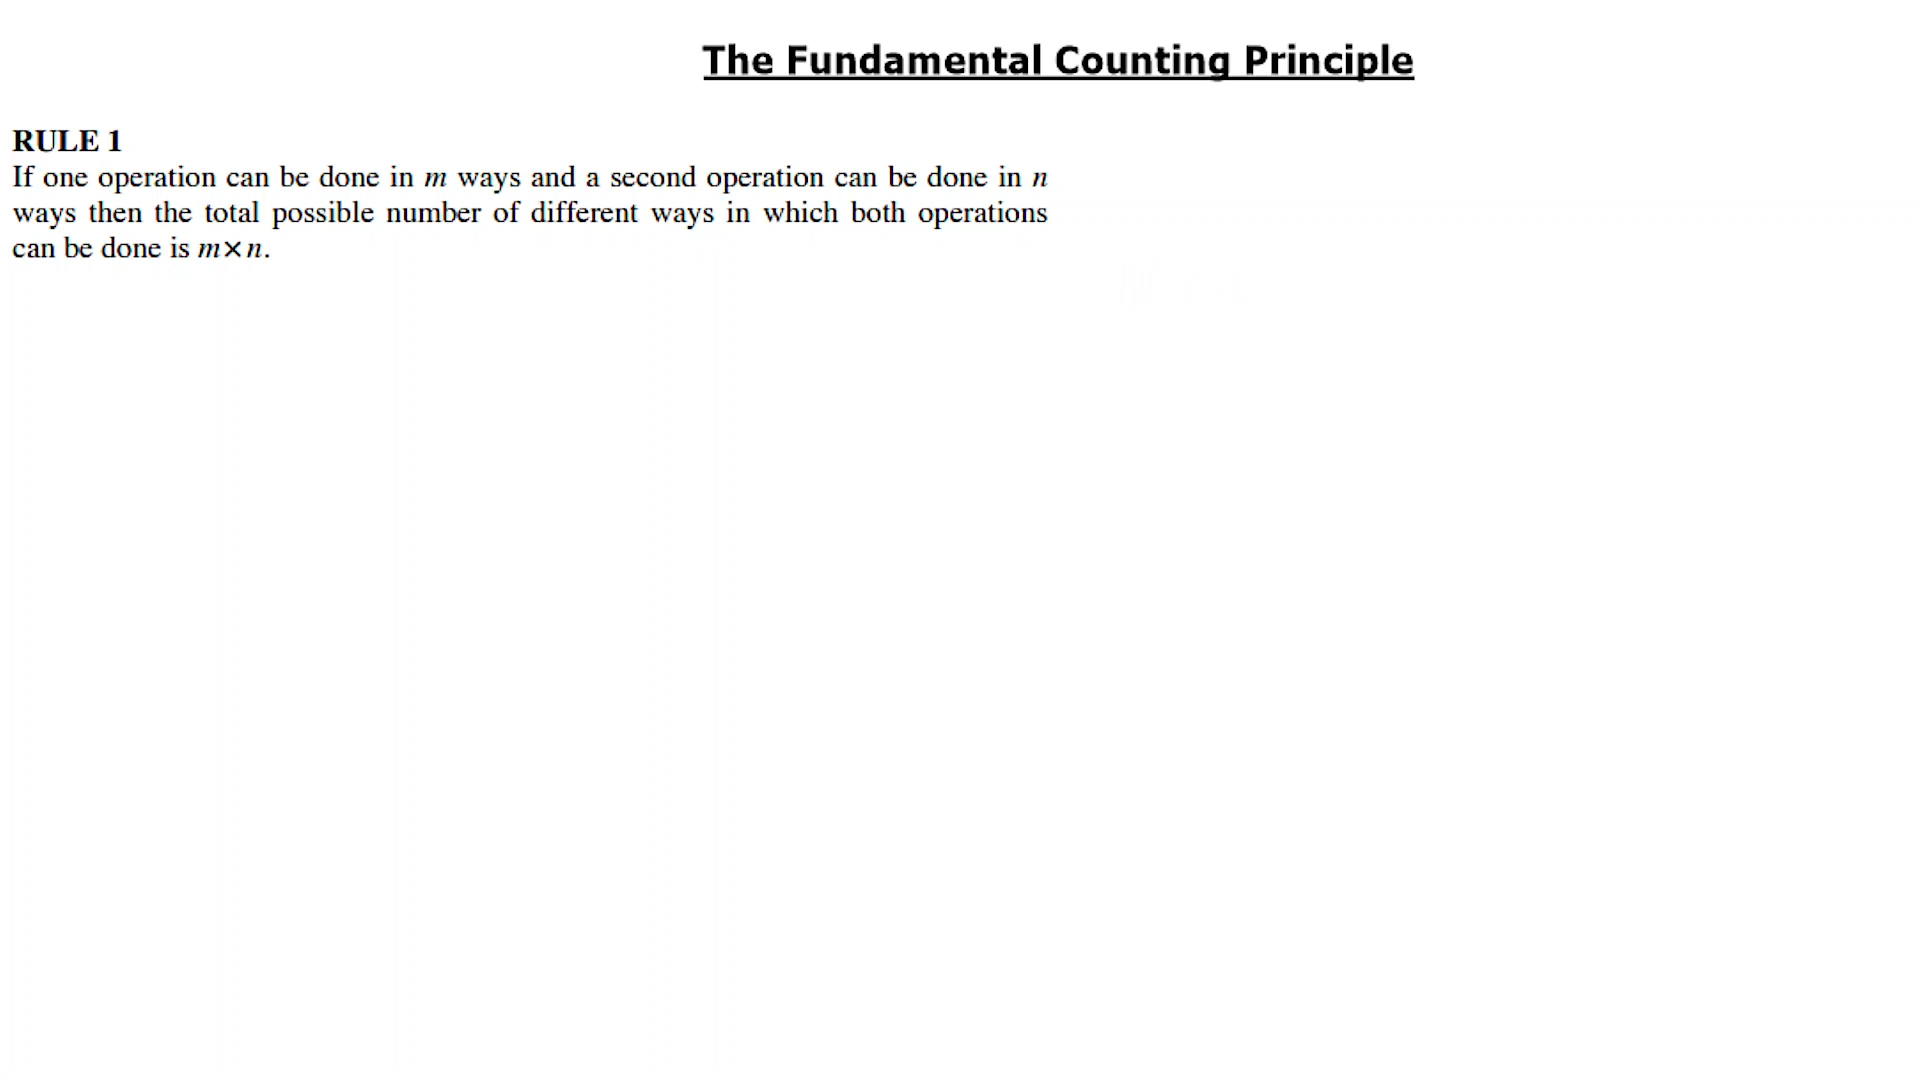 The Fundamental Counting Principle
RULE 1
If one operation can be done in m ways and a second operation can be done in n
ways then the total possible number of different ways in which both operations
can be done is m×n.